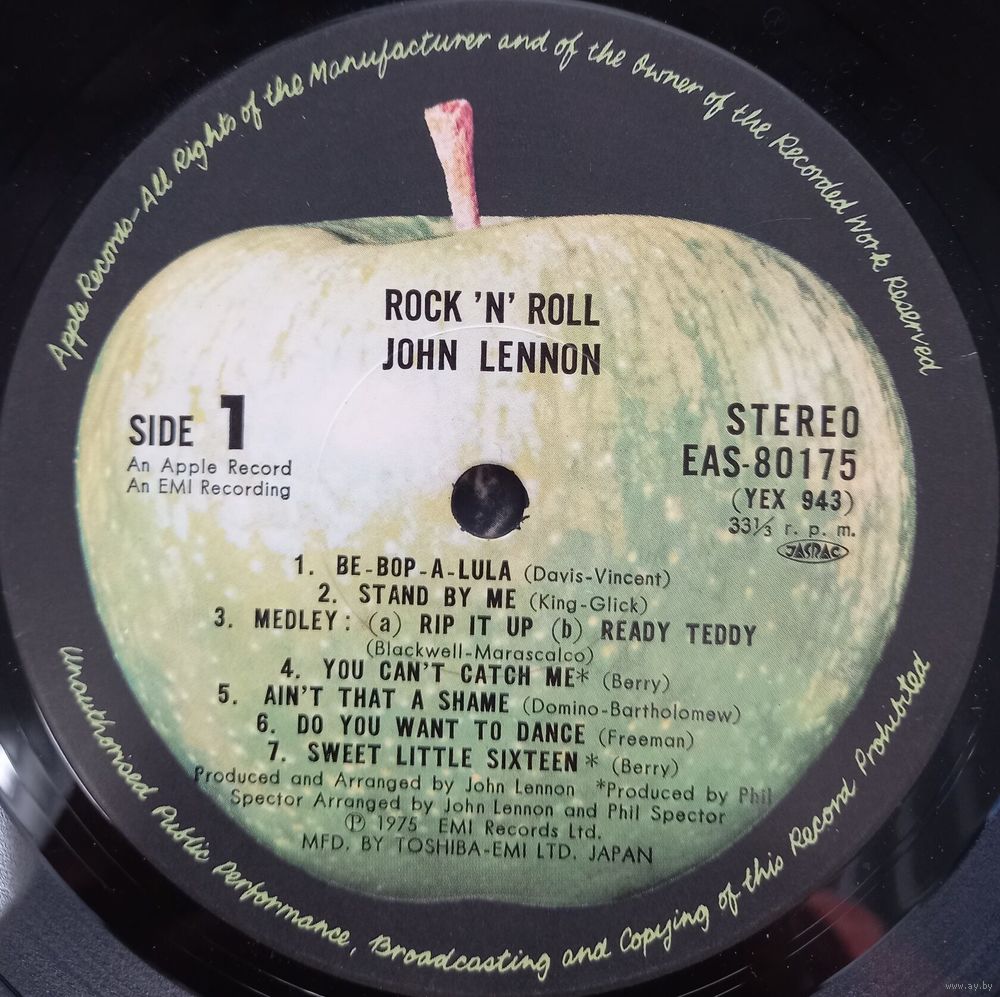 Apple Records-All Rights of the Manufacturer and of the Owner of the Recorded Work Reserved
ROCK 'N' ROLL
JOHN LENNON
SIDE 1
An Apple Record
An EMI Recording
STEREO
EAS-80175
(YEX 943)
33⅓ r. p. m.
JASRAC
1. BE-BOP-A-LULA (Davis-Vincent)
2. STAND BY ME (King-Glick)
3. MEDLEY: (a) RIP IT UP (b) READY TEDDY
(Blackwell-Marascalco)
4. YOU CAN'T CATCH ME* (Berry)
5. AIN'T THAT A SHAME (Domino-Bartholomew)
6. DO YOU WANT TO DANCE (Freeman)
7. SWEET LITTLE SIXTEEN* (Berry)
Produced and Arranged by John Lennon *Produced by Phil
Spector Arranged by John Lennon and Phil Spector
Ⓟ 1975 EMI Records Ltd.
MFD. BY TOSHIBA-EMI LTD. JAPAN
Unauthorised Public Performance, Broadcasting and Copying of this Record Prohibited
www.ay.by